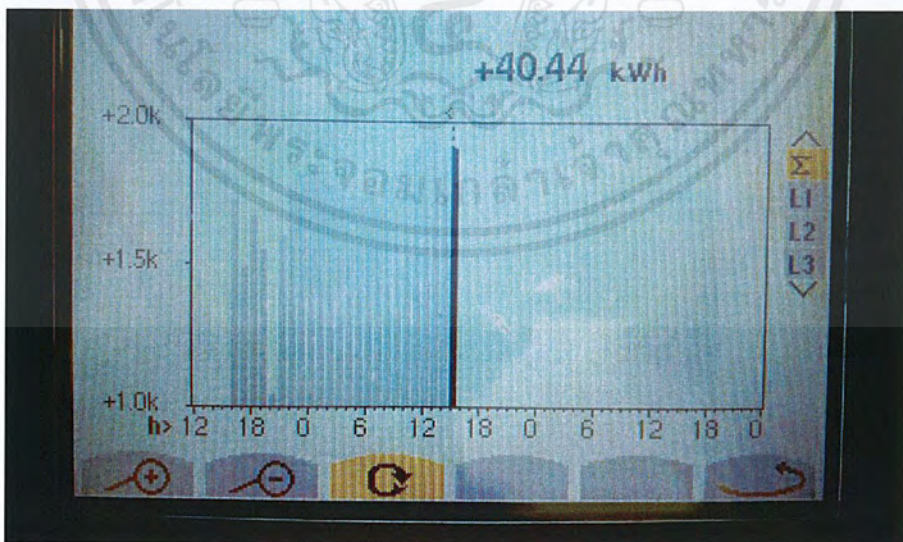 +40.44 kWh
+2.0k
+1.5k
+1.0k
h> 12 18 0 6 12 18 0 6 12 18 0
Σ
L1
L2
L3